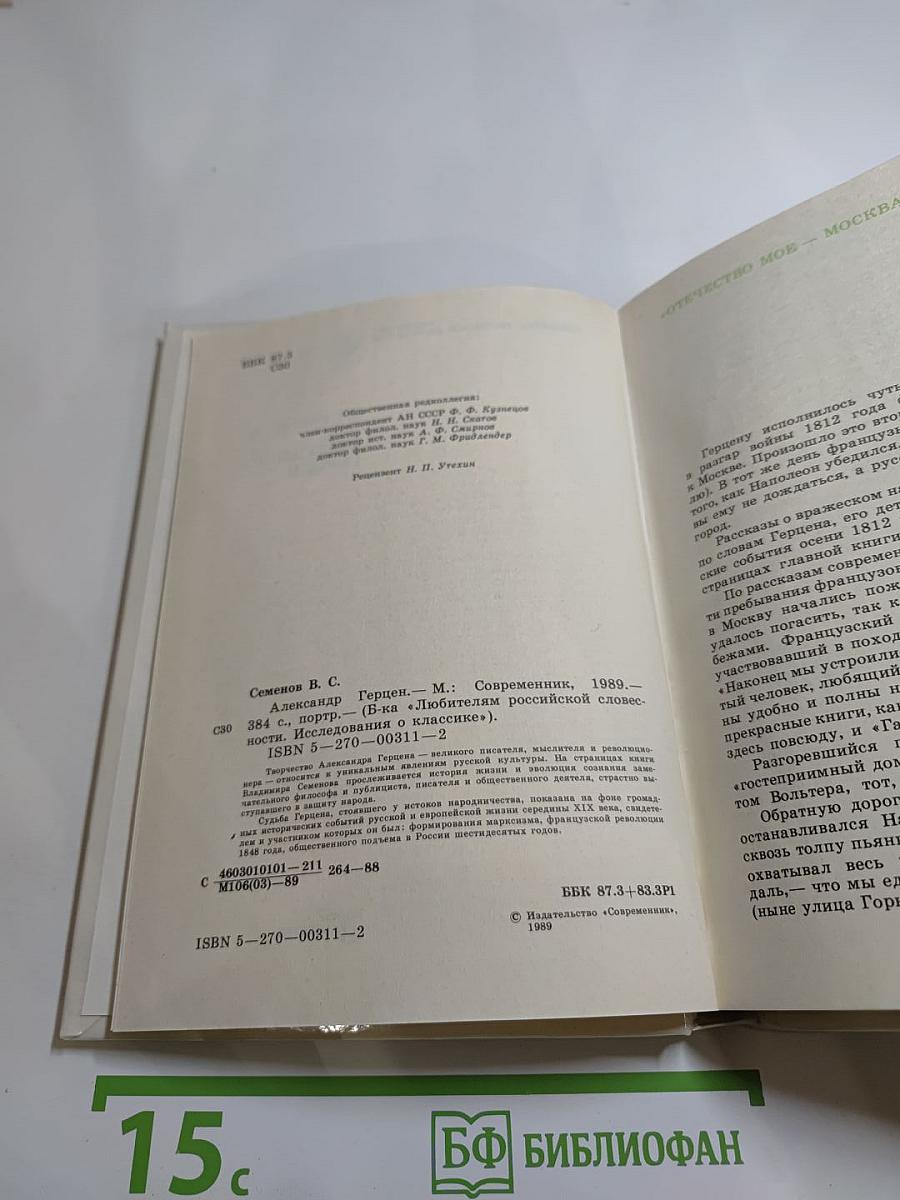 ББК 87.3
С30
Общественная редколлегия:
член-корреспондент АН СССР Ф. Ф. Кузнецов
доктор филол. наук Н. Н. Скатов
доктор ист. наук А. Ф. Смирнов
доктор филол. наук Г. М. Фридлендер
Рецензент Н. П. Утехин
Семенов В. С.
Александр Герцен.— М.: Современник, 1989.—
С30 384 с., портр.— (Б-ка «Любителям российской словес-
ности. Исследования о классике»).
ISBN 5—270—00311—2
Творчество Александра Герцена — великого писателя, мыслителя и революцио-
нера — относится к уникальным явлениям русской культуры. На страницах книги
Владимира Семенова прослеживается история жизни и эволюция сознания заме-
чательного философа и публициста, писателя и общественного деятеля, страстно вы-
ступавшего в защиту народа.
Судьба Герцена, стоявшего у истоков народничества, показана на фоне громад-
ных исторических событий русской и европейской жизни середины XIX века, свидете-
лем и участником которых он был: формирования марксизма, французской революции
1848 года, общественного подъема в России шестидесятых годов.
С 4603010101—211 264—88
М106(03)—89
ББК 87.3+83.3Р1
ISBN 5—270—00311—2
© Издательство «Современник»,
1989
«ОТЕЧЕСТВО МОЕ — МОСКВА
Герцену исполнилось чуть
в разгар войны 1812 года
к Москве. Произошло это
лю). В тот же день француз
того, как Наполеон убедился,
вы ему не дождаться, а рус
город.
Рассказы о вражеском на
по словам Герцена, его дет
ские события осени 1812
страницах главной книги
По рассказам современ
ти пребывания французов
в Москву начались пож
удалось погасить, так к
бежами. Французский
участвовавший в поход
«Наконец мы устроили
тый человек, любящий
ны удобно и полны н
прекрасные книги, как
здесь повсюду, и «Га
Разгоревшийся п
«гостеприимный дом
том Вольтера, тот,
Обратную дорог
останавливался На
сквозь толпу пьян
охватывал весь
даль,— что мы ед
(ныне улица Горь
15 с
БФ БИБЛИОФАН